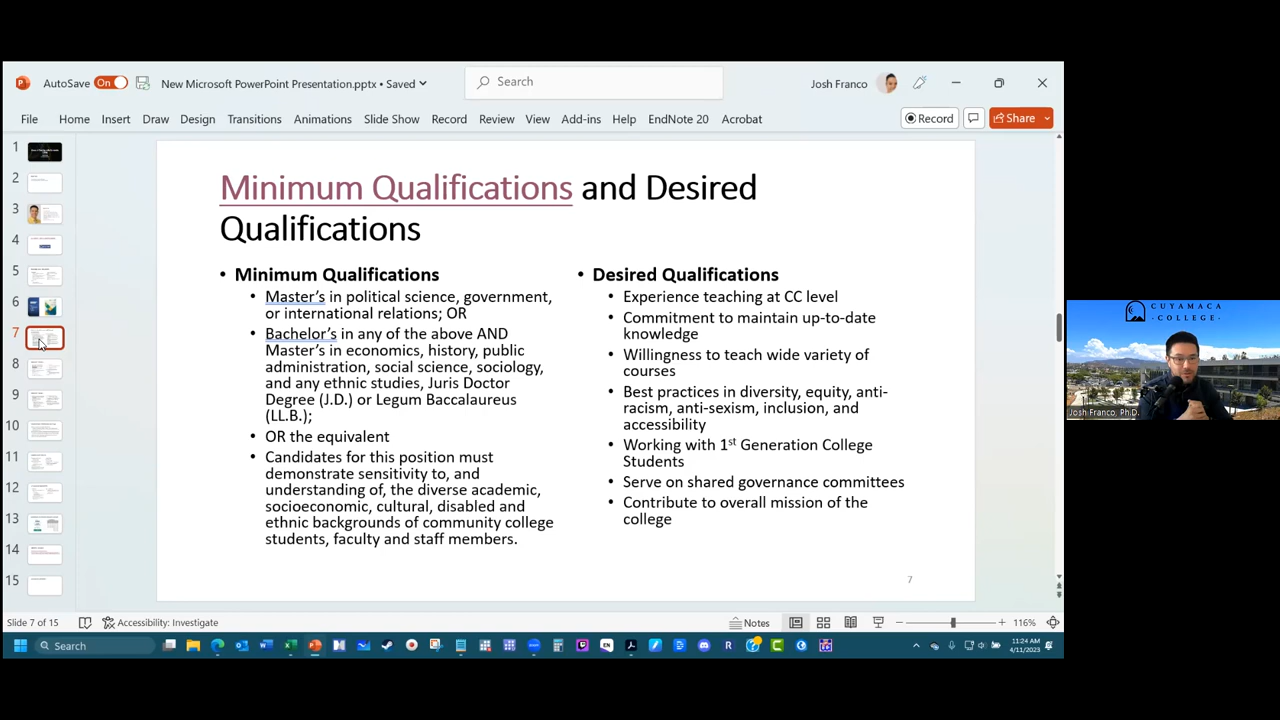 AutoSave On New Microsoft PowerPoint Presentation.pptx • Saved Search Josh Franco
File Home Insert Draw Design Transitions Animations Slide Show Record Review View Add-ins Help EndNote 20 Acrobat Record Share
1
2
3
4
5
6
7
8
9
10
11
12
13
14
15
Minimum Qualifications and Desired
Qualifications
• Minimum Qualifications
• Master’s in political science, government,
or international relations; OR
• Bachelor’s in any of the above AND
Master’s in economics, history, public
administration, social science, sociology,
and any ethnic studies, Juris Doctor
Degree (J.D.) or Legum Baccalaureus
(LL.B.);
• OR the equivalent
• Candidates for this position must
demonstrate sensitivity to, and
understanding of, the diverse academic,
socioeconomic, cultural, disabled and
ethnic backgrounds of community college
students, faculty and staff members.
• Desired Qualifications
• Experience teaching at CC level
• Commitment to maintain up-to-date
knowledge
• Willingness to teach wide variety of
courses
• Best practices in diversity, equity, anti-
racism, anti-sexism, inclusion, and
accessibility
• Working with 1st Generation College
Students
• Serve on shared governance committees
• Contribute to overall mission of the
college
7
CUYAMACA
COLLEGE
Josh Franco, Ph.D.
Slide 7 of 15 Accessibility: Investigate Notes 116%
Search
11:24 AM
4/11/2023